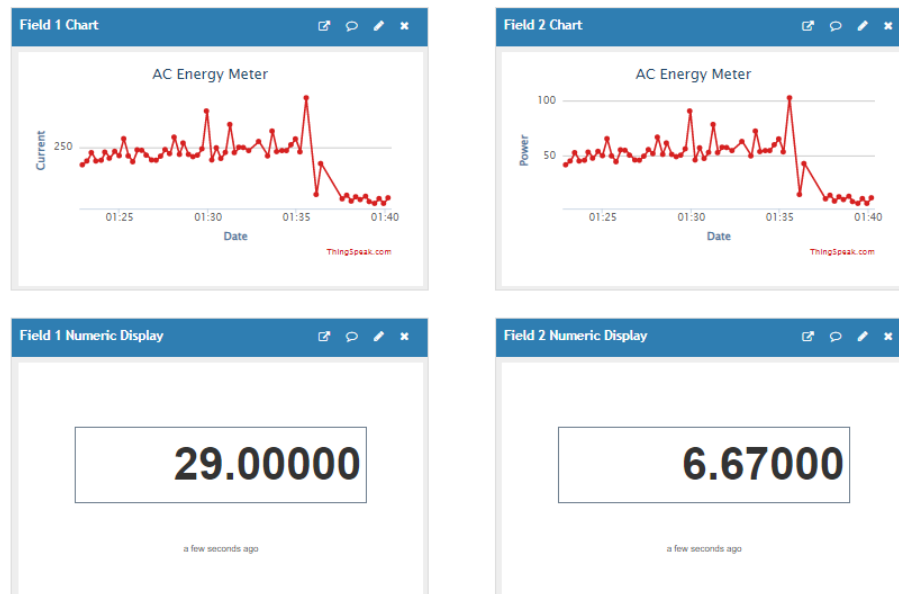 Field 1 Chart
AC Energy Meter
Current
250
01:25 01:30 01:35 01:40
Date
ThingSpeak.com
Field 2 Chart
AC Energy Meter
Power
100
50
01:25 01:30 01:35 01:40
Date
ThingSpeak.com
Field 1 Numeric Display
29.00000
a few seconds ago
Field 2 Numeric Display
6.67000
a few seconds ago